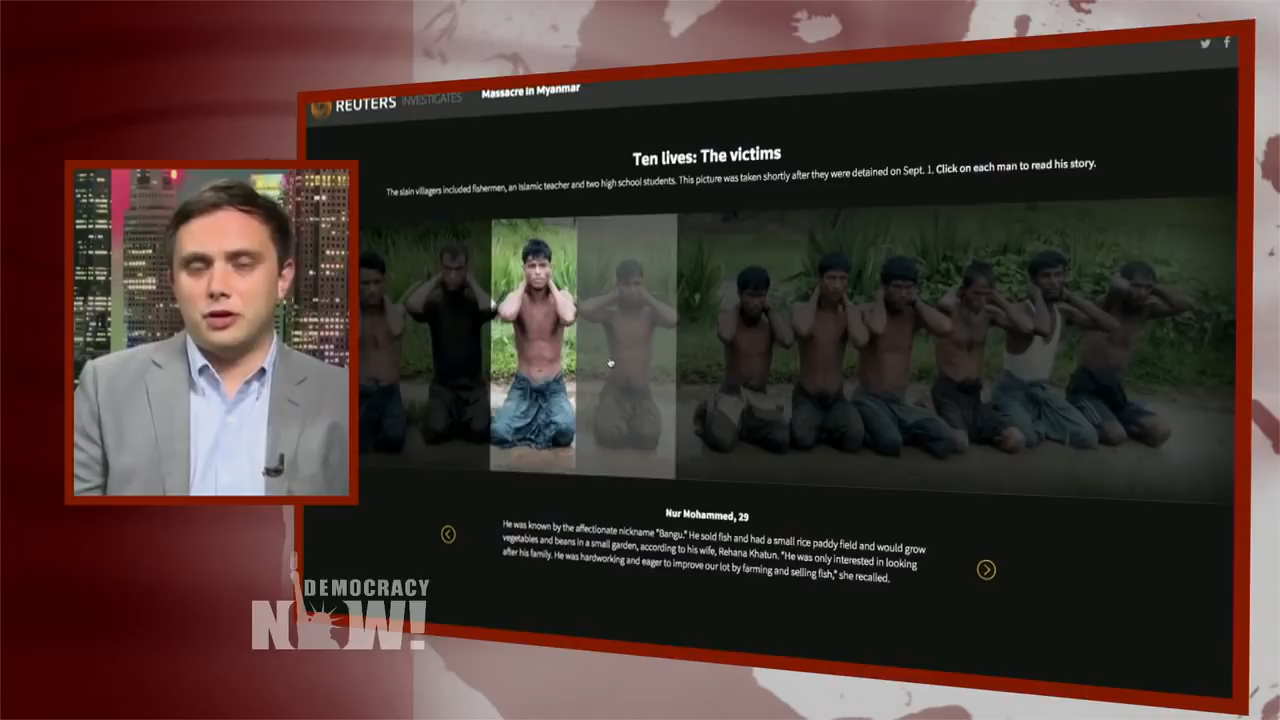 REUTERS INVESTIGATES Massacre in Myanmar
Ten lives: The victims
The slain villagers included fishermen, an Islamic teacher and two high school students. This picture was taken shortly after they were detained on Sept. 1. Click on each man to read his story.
Nur Mohammed, 29
He was known by the affectionate nickname "Bangu." He sold fish and had a small rice paddy field and would grow
vegetables and beans in a small garden, according to his wife, Rehana Khatun. "He was only interested in looking
after his family. He was hardworking and eager to improve our lot by farming and selling fish," she recalled.
DEMOCRACY
NOW!